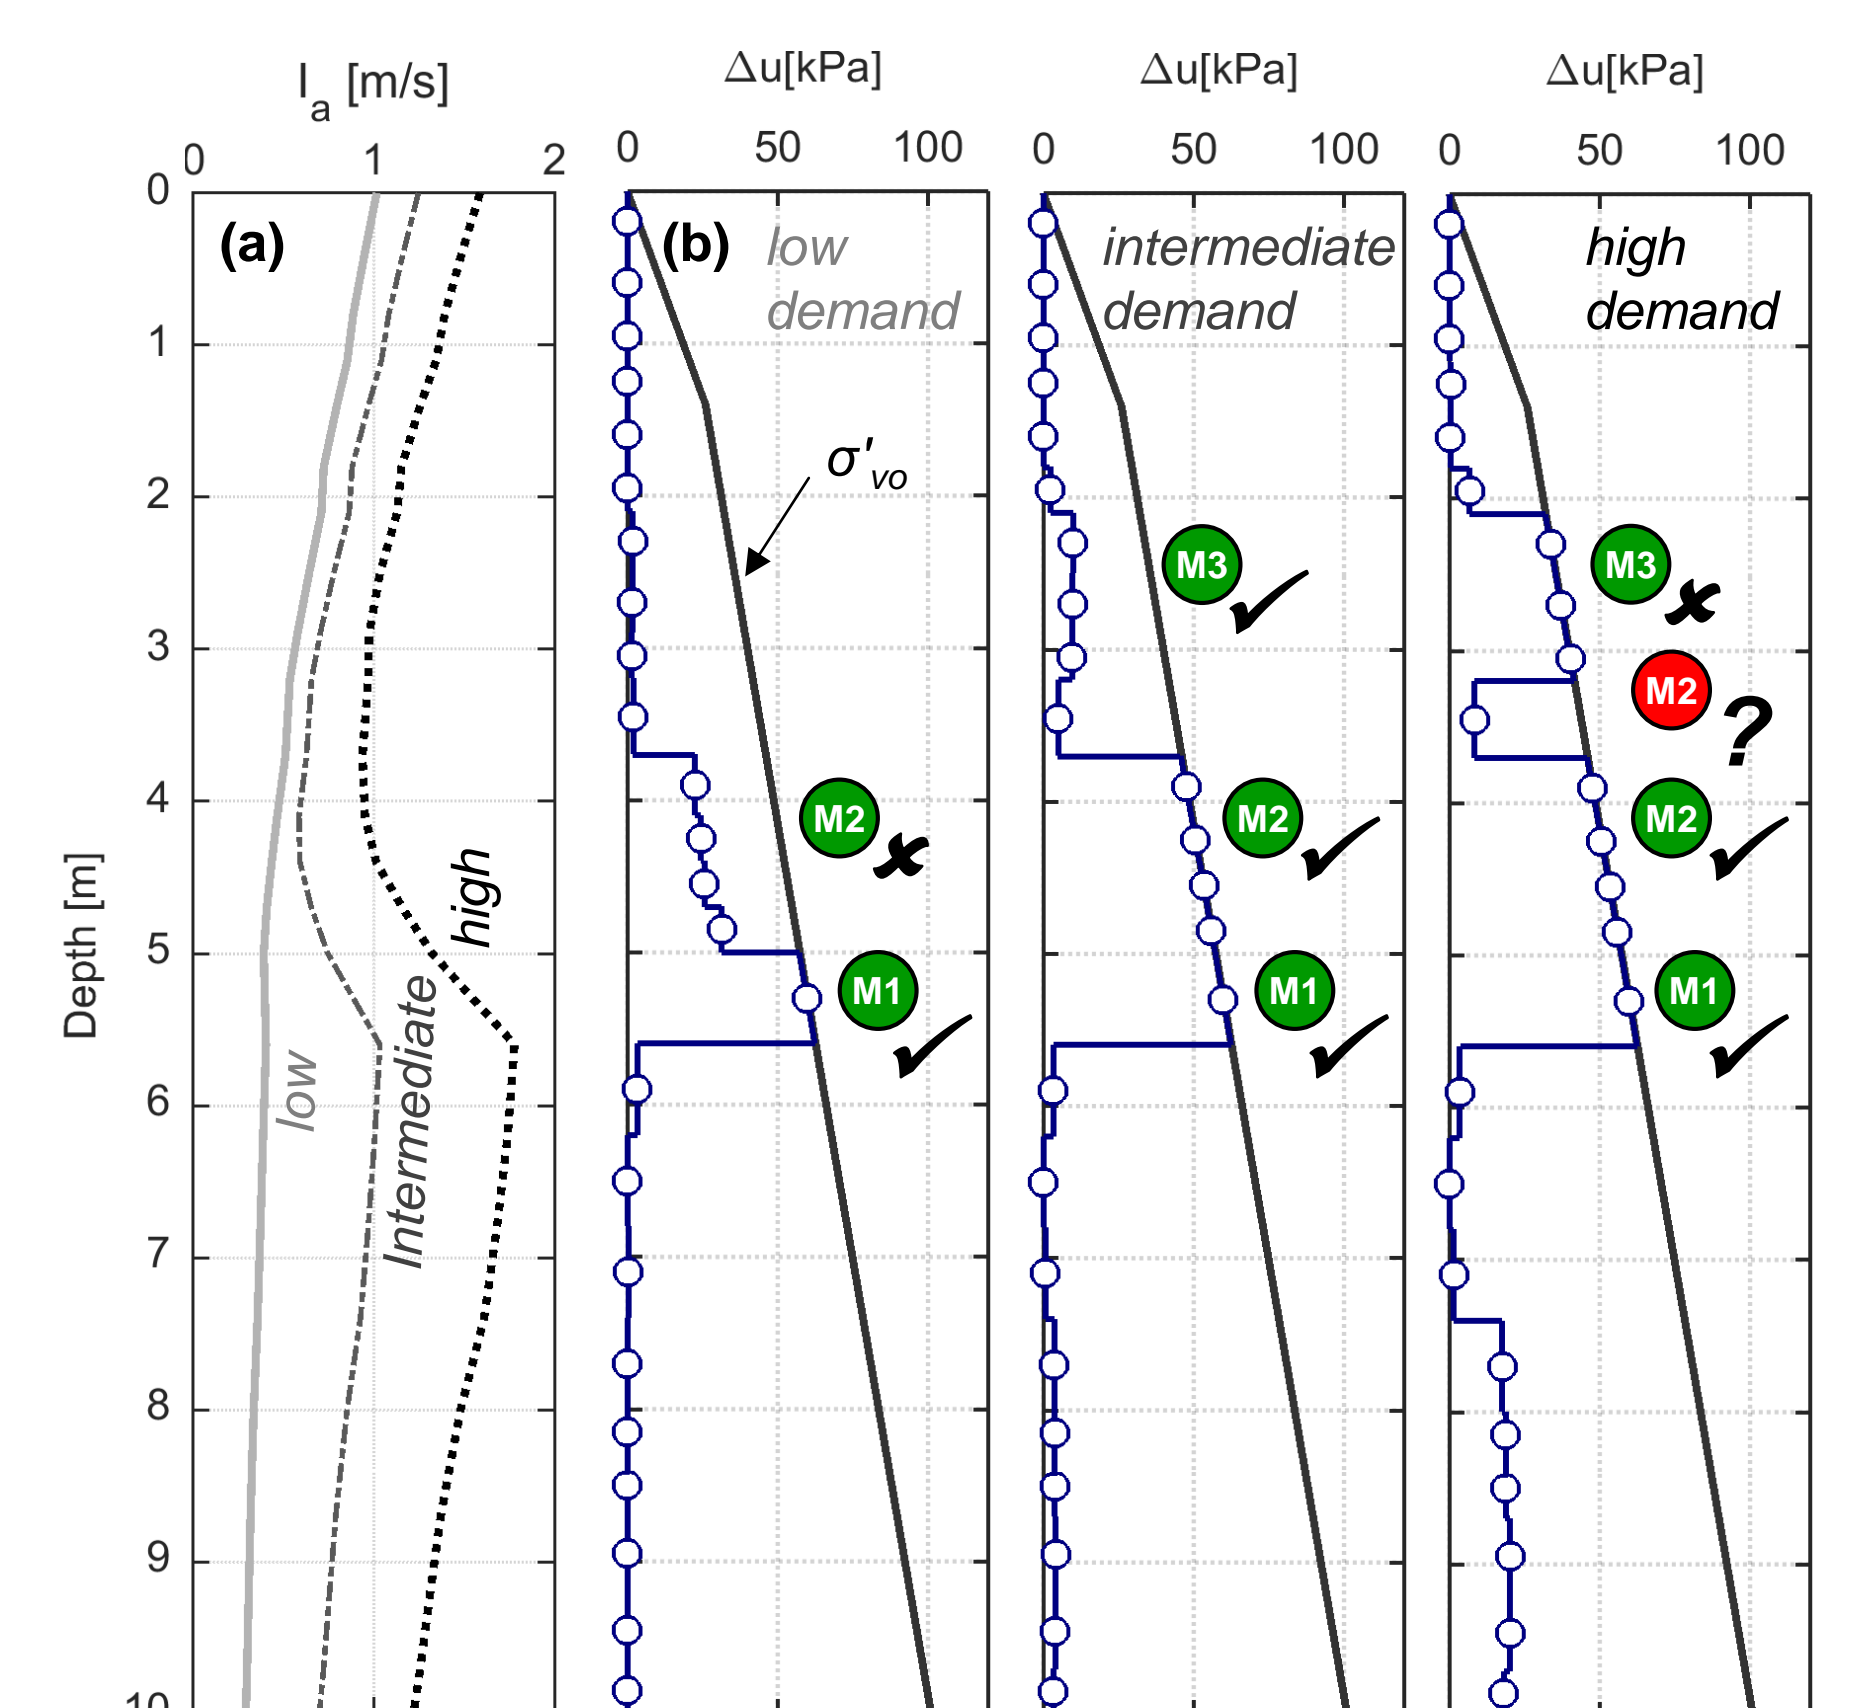 I_a [m/s]
Δu[kPa]
Δu[kPa]
Δu[kPa]
0 1 2
0 50 100
0 50 100
0 50 100
0
1
2
3
4
5
6
7
8
9
10
Depth [m]
(a)
low
Intermediate
high
(b)
low
demand
σ'vo
M2
M1
intermediate
demand
M3
M2
M1
high
demand
M3
M2
?
M2
M1